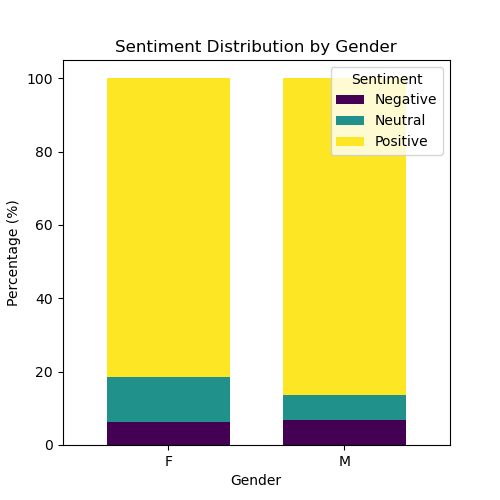 Sentiment Distribution by Gender
Sentiment
Negative
Neutral
Positive
100
80
60
40
20
0
Percentage (%)
F
M
Gender